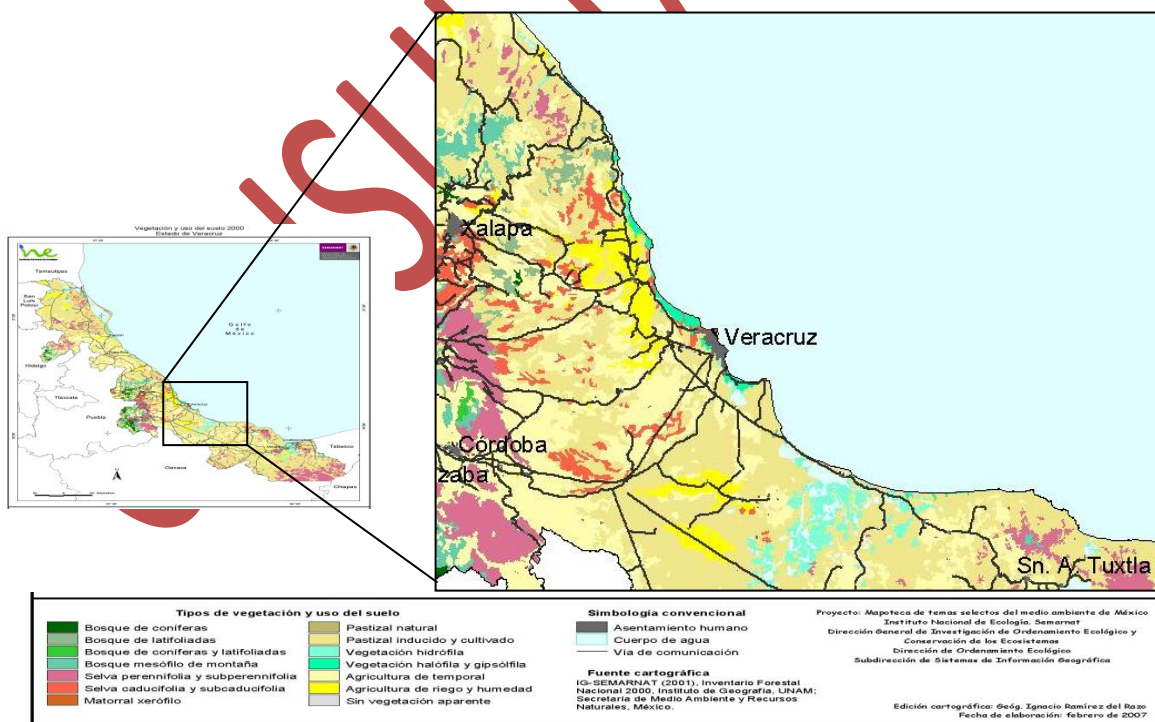 Xalapa
Veracruz
Córdoba
zaba
Sn. A. Tuxtla
Vegetación y uso del suelo 2000
Estado de Veracruz
ine
SEMARNAT
Tamaulipas
San
Luis
Potosí
Golfo
de
México
Hidalgo
Tlaxcala
Puebla
Veracruz
Oaxaca
Tabasco
Chiapas
N
Tipos de vegetación y uso del suelo
Bosque de coníferas
Bosque de latifoliadas
Bosque de coníferas y latifoliadas
Bosque mesófilo de montaña
Selva perennifolia y subperennifolia
Selva caducifolia y subcaducifolia
Matorral xerófilo
Pastizal natural
Pastizal inducido y cultivado
Vegetación hidrófila
Vegetación halófila y gipsólfila
Agricultura de temporal
Agricultura de riego y humedad
Sin vegetación aparente
Simbología convencional
Asentamiento humano
Cuerpo de agua
Vía de comunicación
Fuente cartográfica
IG-SEMARNAT (2001), Inventario Forestal
Nacional 2000, Instituto de Geografía, UNAM;
Secretaría de Medio Ambiente y Recursos
Naturales, México.
Proyecto: Mapoteca de temas selectos del medio ambiente de México
Instituto Nacional de Ecología, Semarnat
Dirección General de Investigación de Ordenamiento Ecológico y
Conservación de los Ecosistemas
Dirección de Ordenamiento Ecológico
Subdirección de Sistemas de Información Geográfica
Edición cartográfica: Geóg. Ignacio Ramírez del Razo
Fecha de elaboración: febrero de 2007